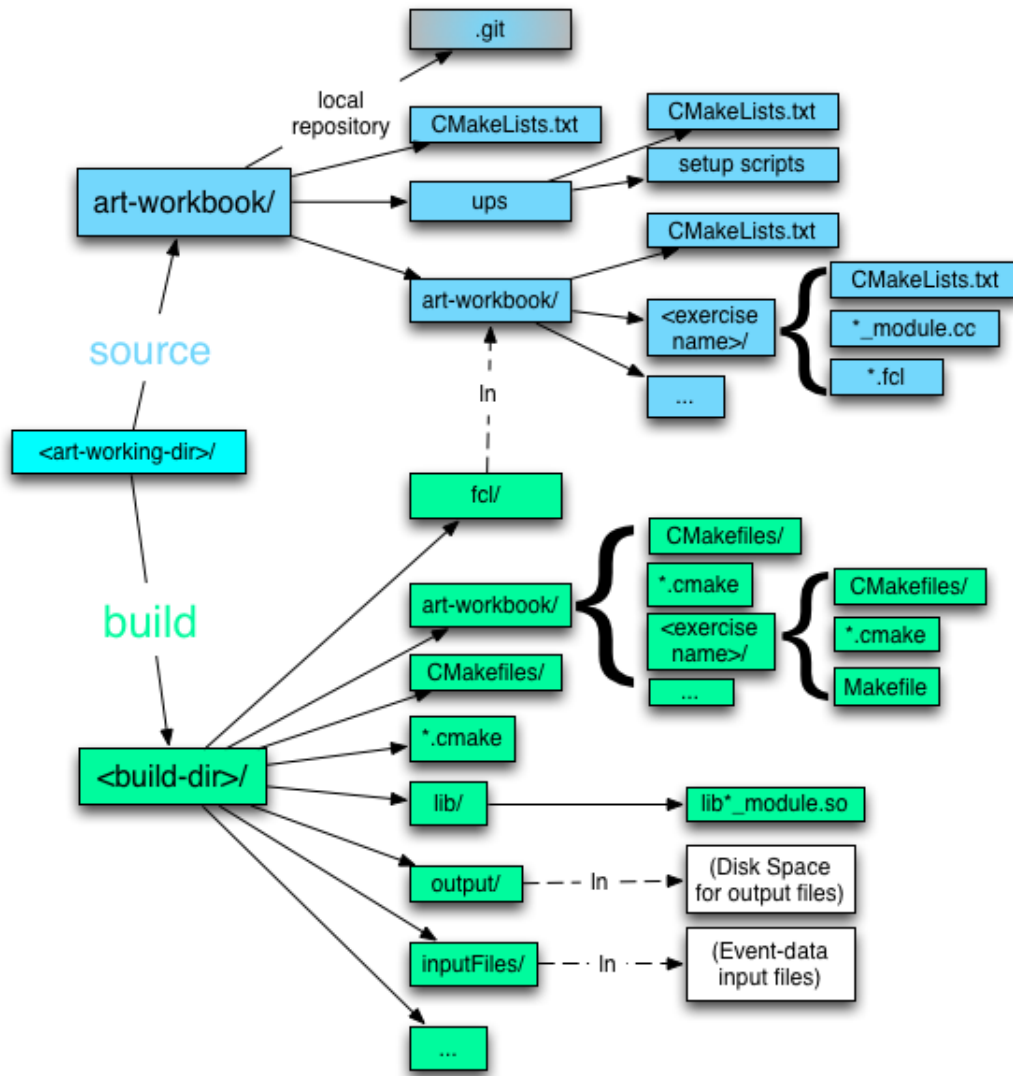 .git
local
repository
CMakeLists.txt
CMakeLists.txt
setup scripts
art-workbook/
ups
CMakeLists.txt
art-workbook/
CMakeLists.txt
<exercise
name>/
*_module.cc
*.fcl
...
source
ln
<art-working-dir>/
fcl/
CMakefiles/
*.cmake
art-workbook/
<exercise
name>/
...
CMakefiles/
*.cmake
Makefile
build
CMakefiles/
*.cmake
<build-dir>/
lib/
lib*_module.so
output/
ln
(Disk Space
for output files)
inputFiles/
ln
(Event-data
input files)
...